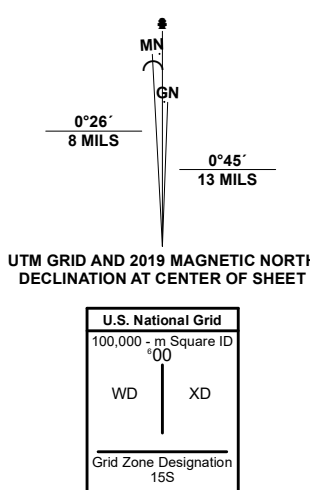 MN
GN
0°26´
8 MILS
0°45´
13 MILS
UTM GRID AND 2019 MAGNETIC NORTH
DECLINATION AT CENTER OF SHEET
U.S. National Grid
100,000 - m Square ID
⁶00
WD XD
Grid Zone Designation
15S